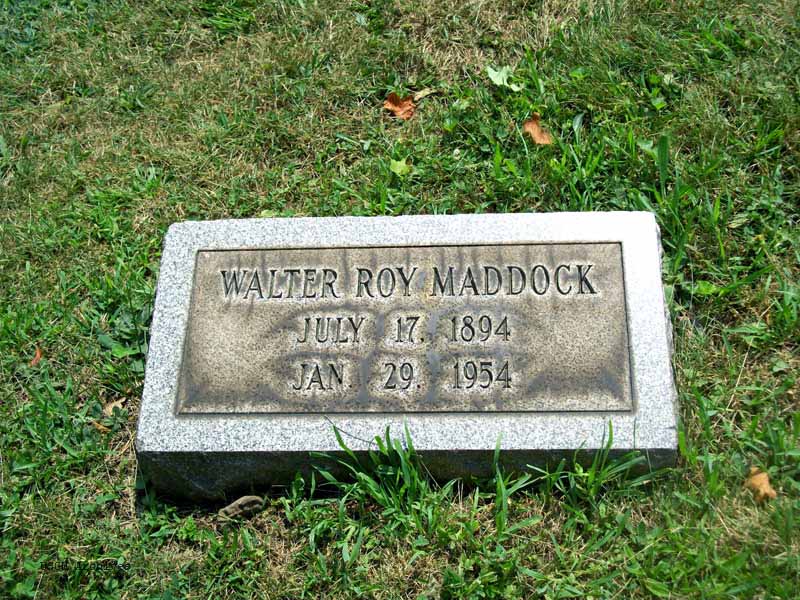 WALTER ROY MADDOCK
JULY 17, 1894
JAN. 29. 1954